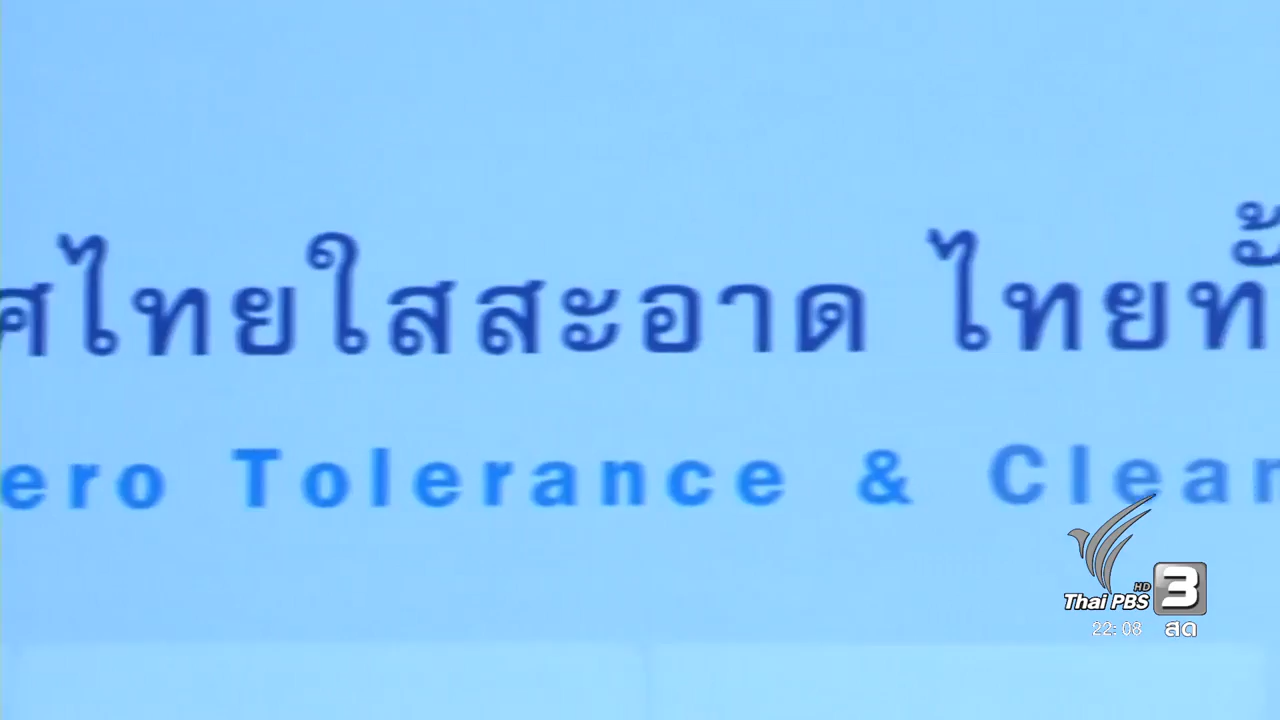 ศไทยใสสะอาด ไทยทั้
ero Tolerance & Clean
HD
Thai PBS 3
22:08 สด